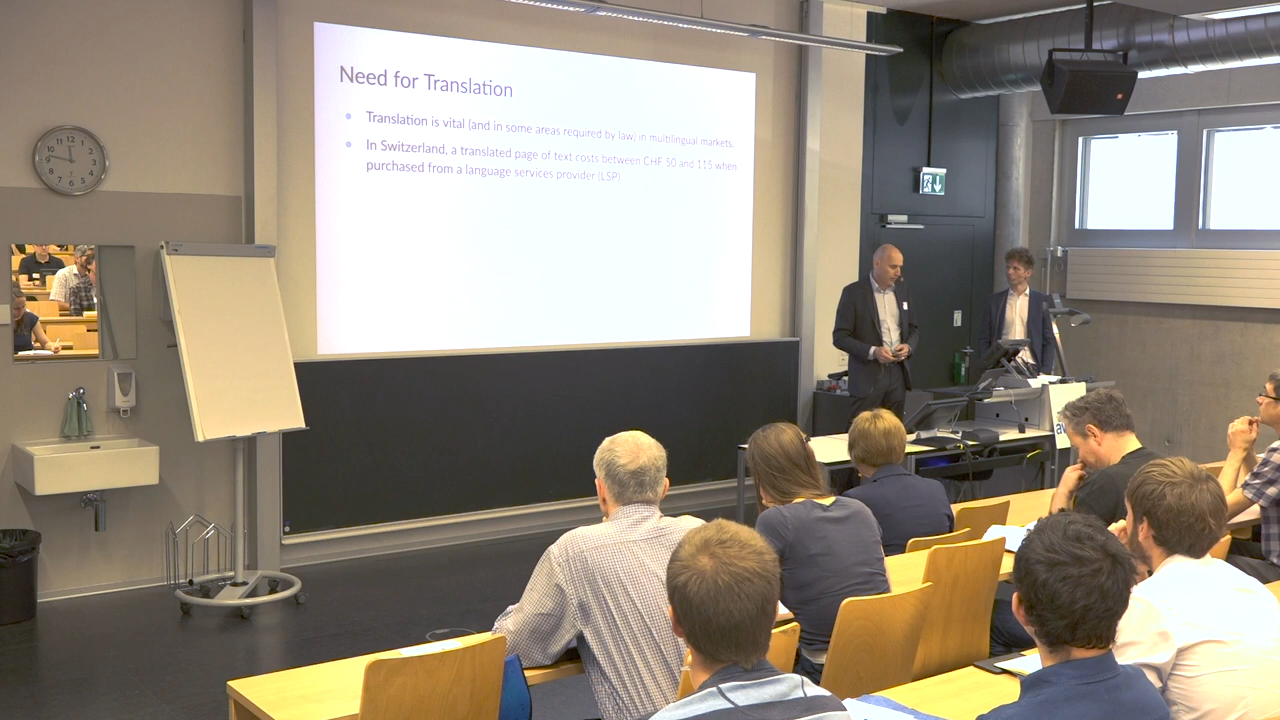 Need for Translation
Translation is vital (and in some areas required by law) in multilingual markets.
In Switzerland, a translated page of text costs between CHF 50 and 115 when
purchased from a language services provider (LSP)